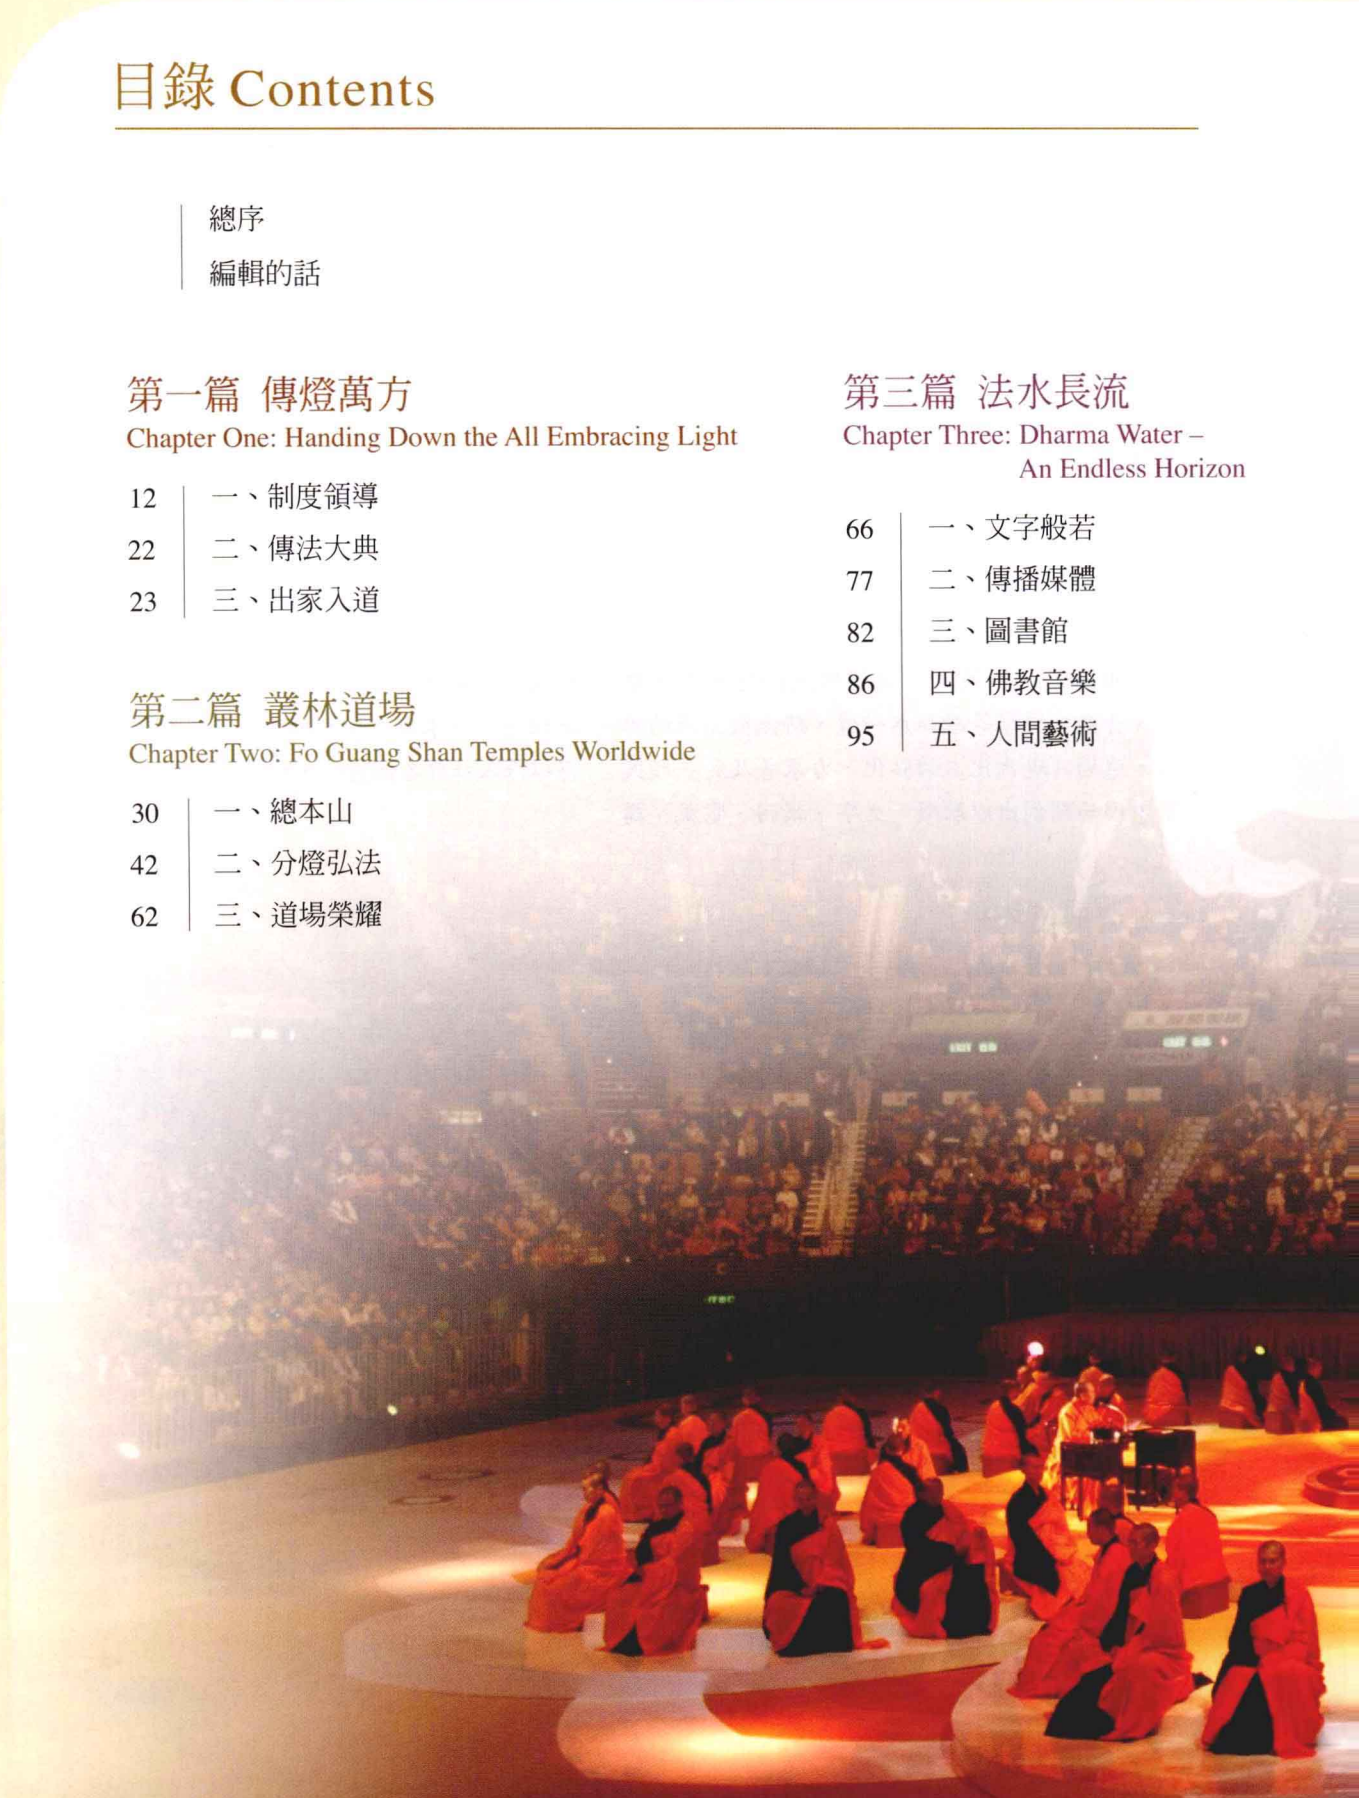 目錄 Contents
總序
編輯的話
第一篇 傳燈萬方
Chapter One: Handing Down the All Embracing Light
12 一、制度領導
22 二、傳法大典
23 三、出家入道
第二篇 叢林道場
Chapter Two: Fo Guang Shan Temples Worldwide
30 一、總本山
42 二、分燈弘法
62 三、道場榮耀
第三篇 法水長流
Chapter Three: Dharma Water –
An Endless Horizon
66 一、文字般若
77 二、傳播媒體
82 三、圖書館
86 四、佛教音樂
95 五、人間藝術